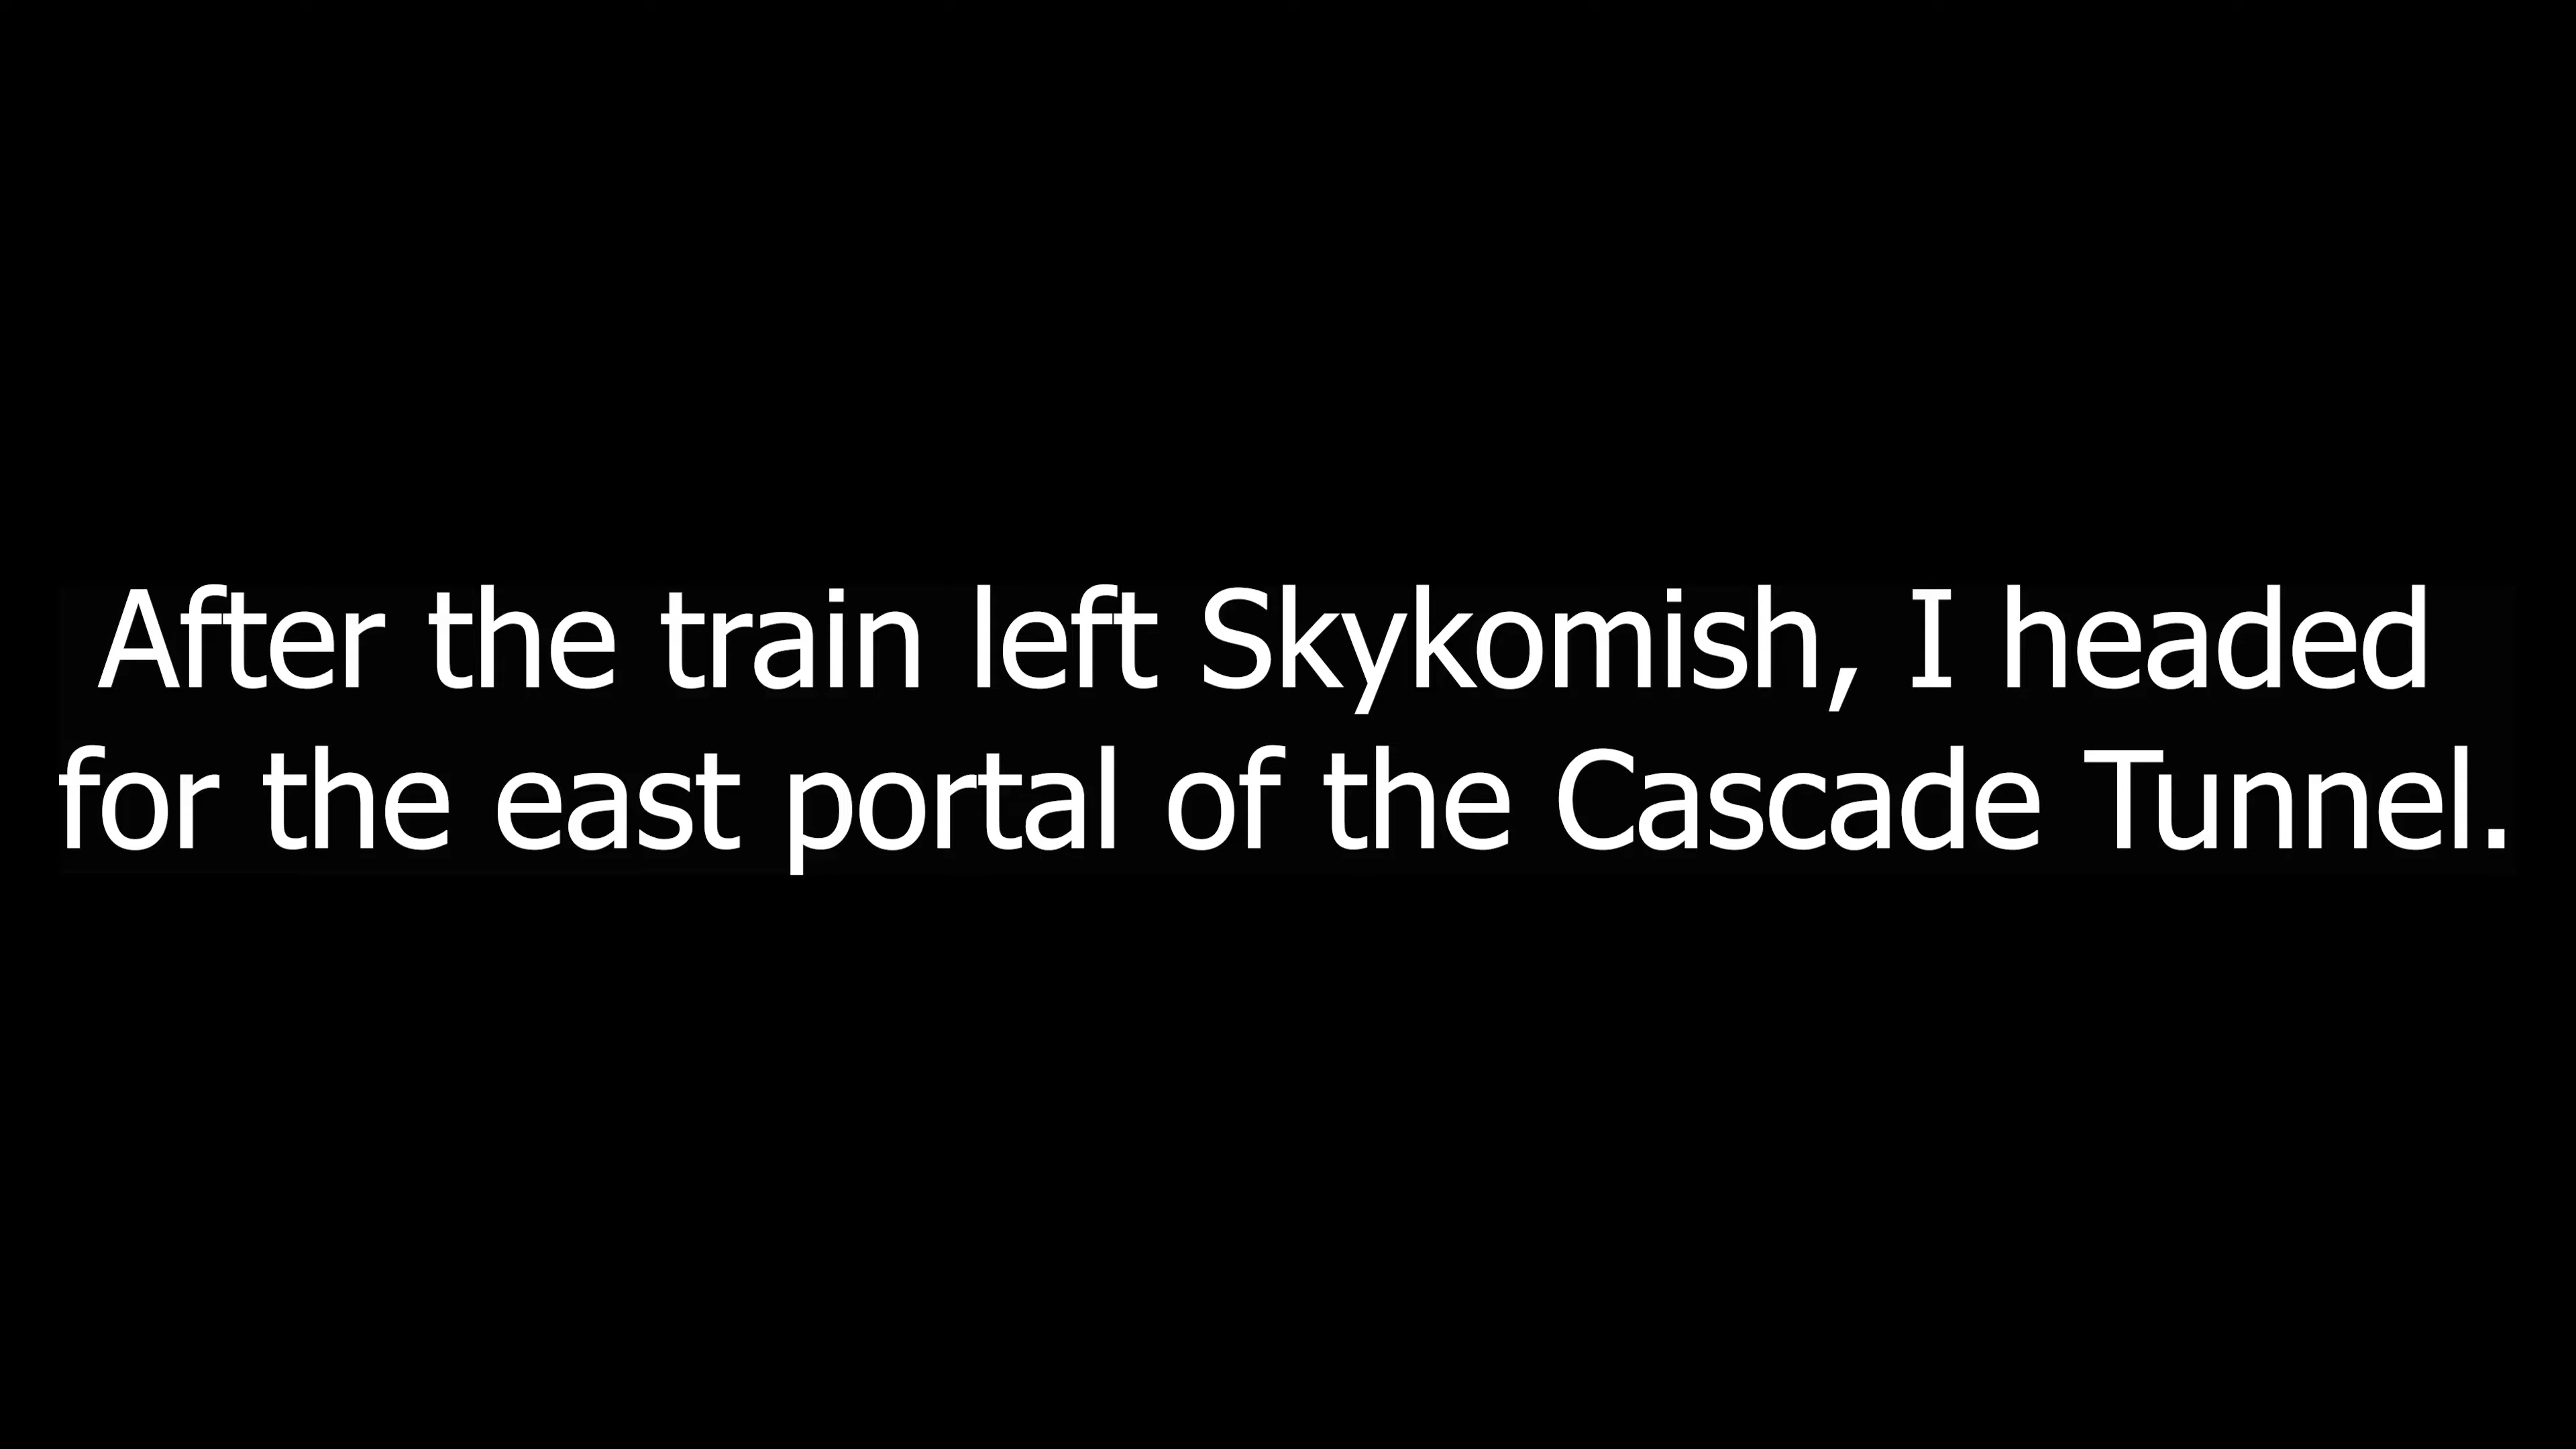 After the train left Skykomish, I headed
for the east portal of the Cascade Tunnel.